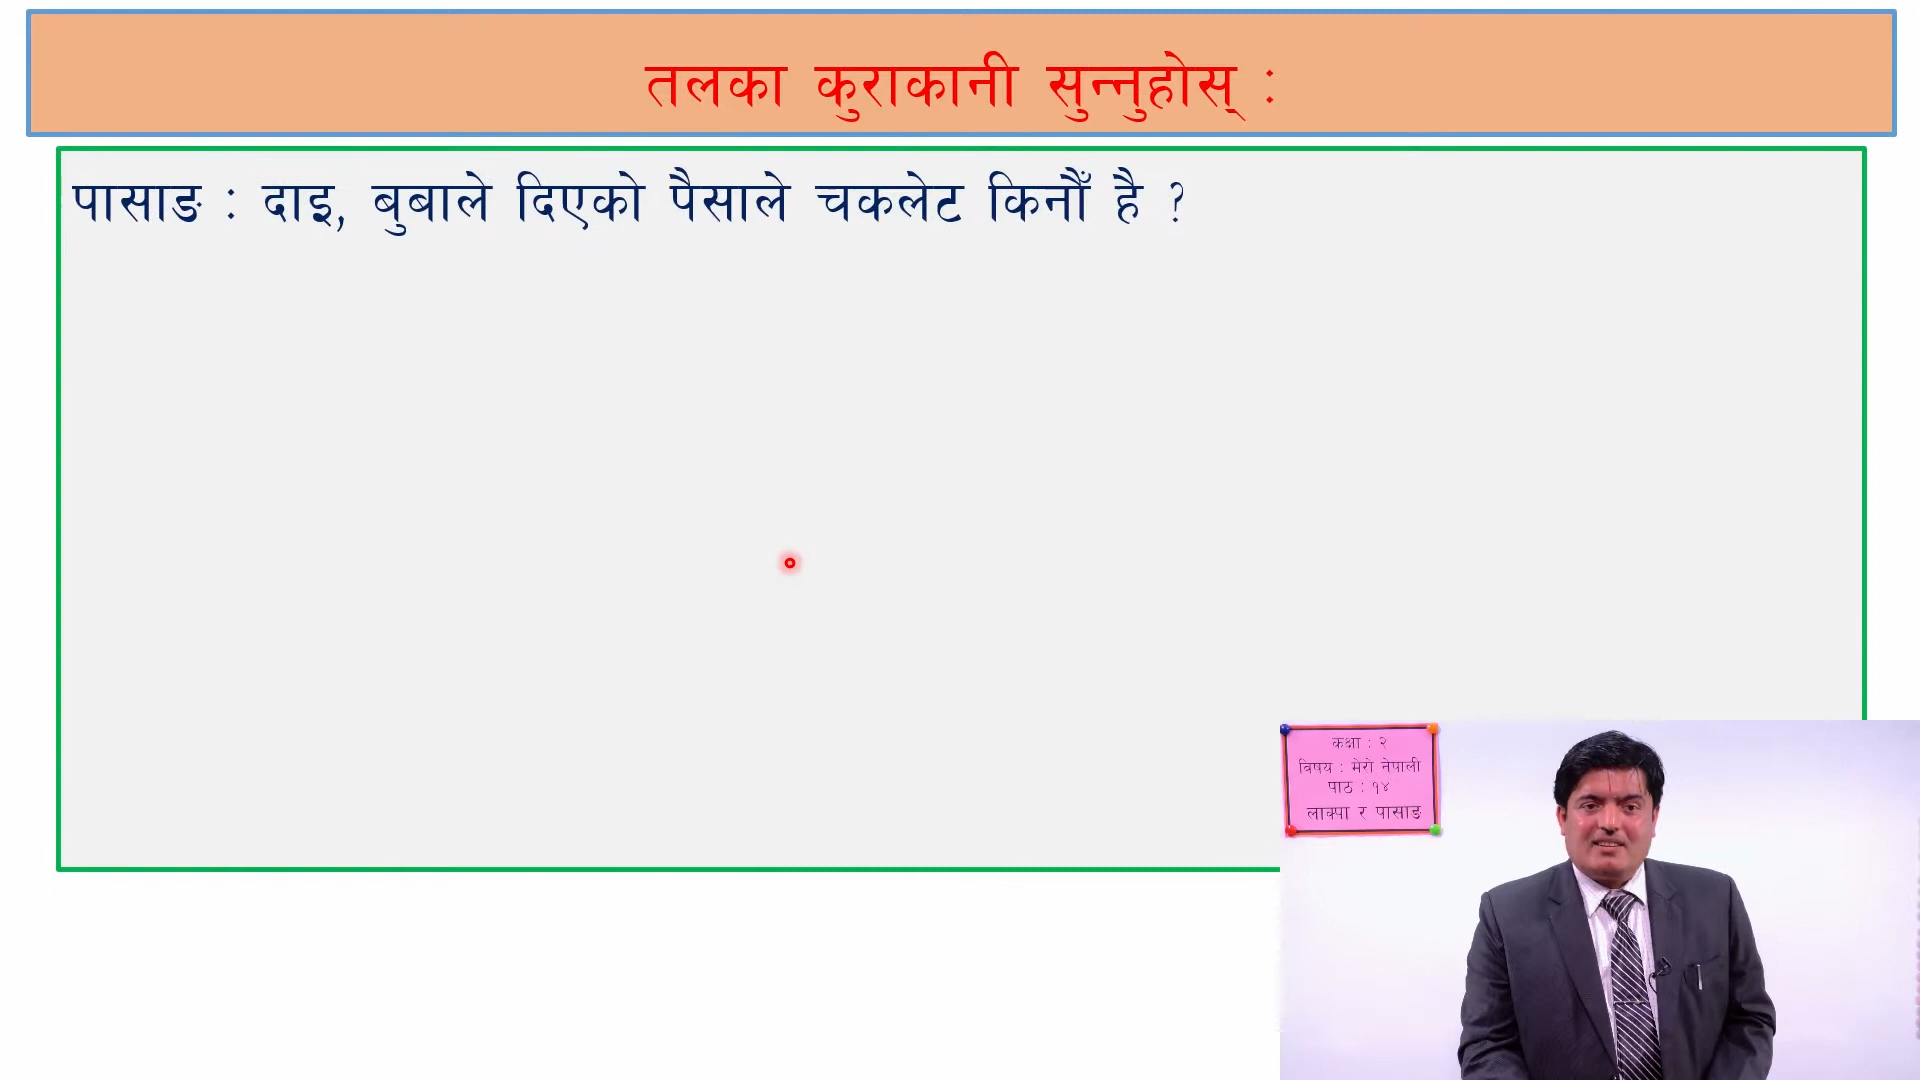 तलका कुराकानी सुन्नुहोस् :
पासाङ : दाइ, बुबाले दिएको पैसाले चकलेट किनौँ है ?
कक्षा : २
विषय : मेरो नेपाली
पाठ : १४
लाक्पा र पासाङ